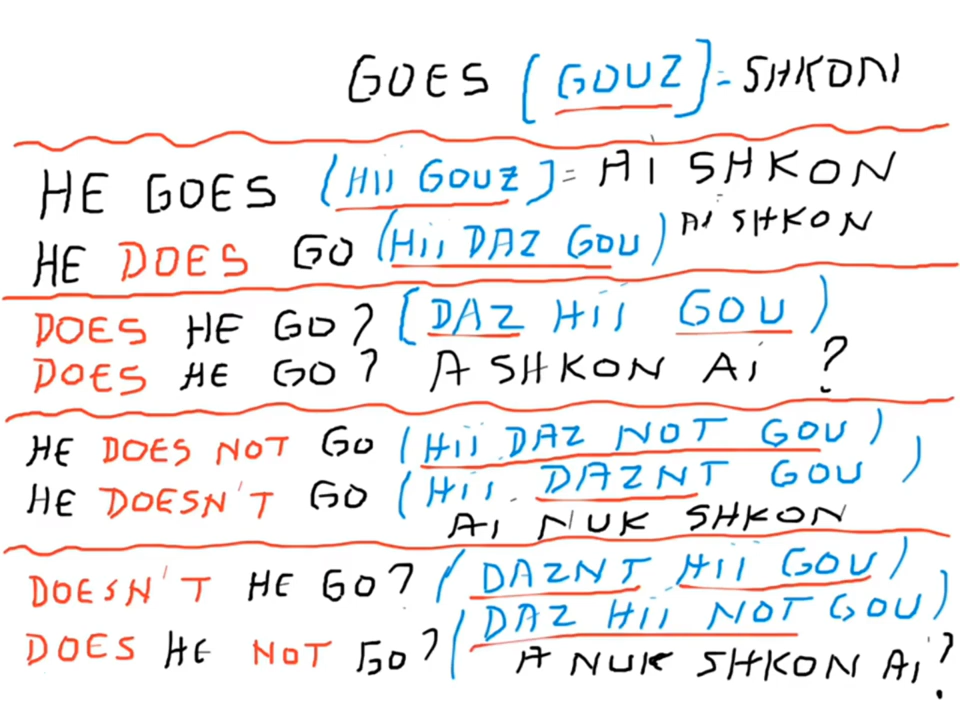 GOES (GOUZ) = SHKON
HE GOES (Hii GOUZ) = Ai SHKON
HE DOES GO (Hii DAZ GOU) Ai SHKON
DOES HE GO? (DAZ Hii GOU)
DOES HE GO? A SHKON Ai ?
HE DOES NOT GO (Hii DAZ NOT GOU)
HE DOESN'T GO (Hii DAZNT GOU)
Ai NUK SHKON
DOESN'T HE GO? (DAZNT Hii GOU)
DOES HE NOT GO? (DAZ Hii NOT GOU)
A NUK SHKON Ai ?